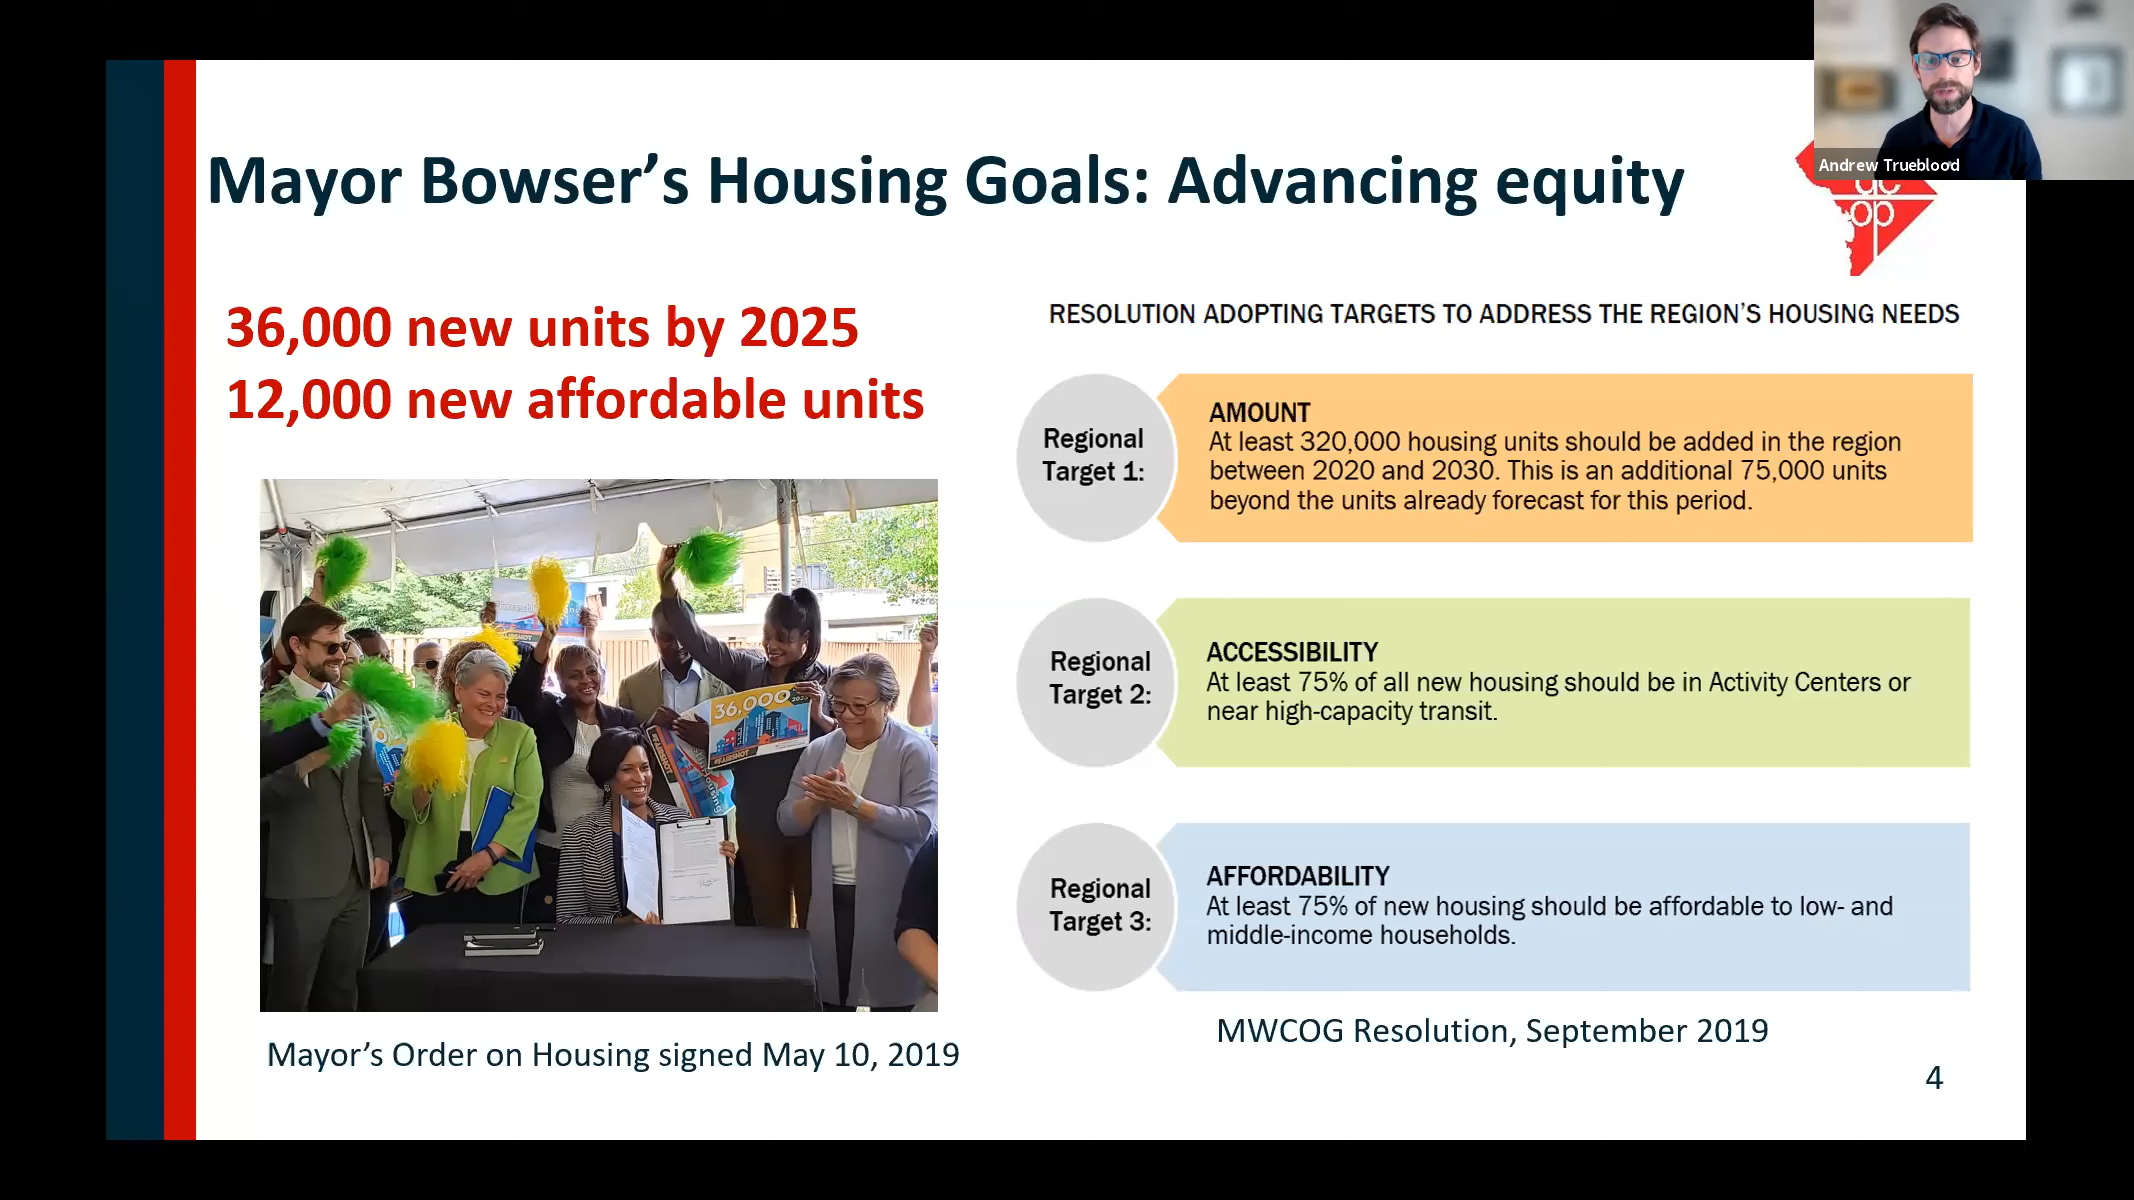 Andrew Trueblood
dc
op
Mayor Bowser’s Housing Goals: Advancing equity
36,000 new units by 2025
12,000 new affordable units
36,000
2025
#FAIRSHOT
#FAIRSHOT
Housing
Mayor’s Order on Housing signed May 10, 2019
RESOLUTION ADOPTING TARGETS TO ADDRESS THE REGION’S HOUSING NEEDS
Regional
Target 1:
AMOUNT
At least 320,000 housing units should be added in the region
between 2020 and 2030. This is an additional 75,000 units
beyond the units already forecast for this period.
Regional
Target 2:
ACCESSIBILITY
At least 75% of all new housing should be in Activity Centers or
near high-capacity transit.
Regional
Target 3:
AFFORDABILITY
At least 75% of new housing should be affordable to low- and
middle-income households.
MWCOG Resolution, September 2019
4